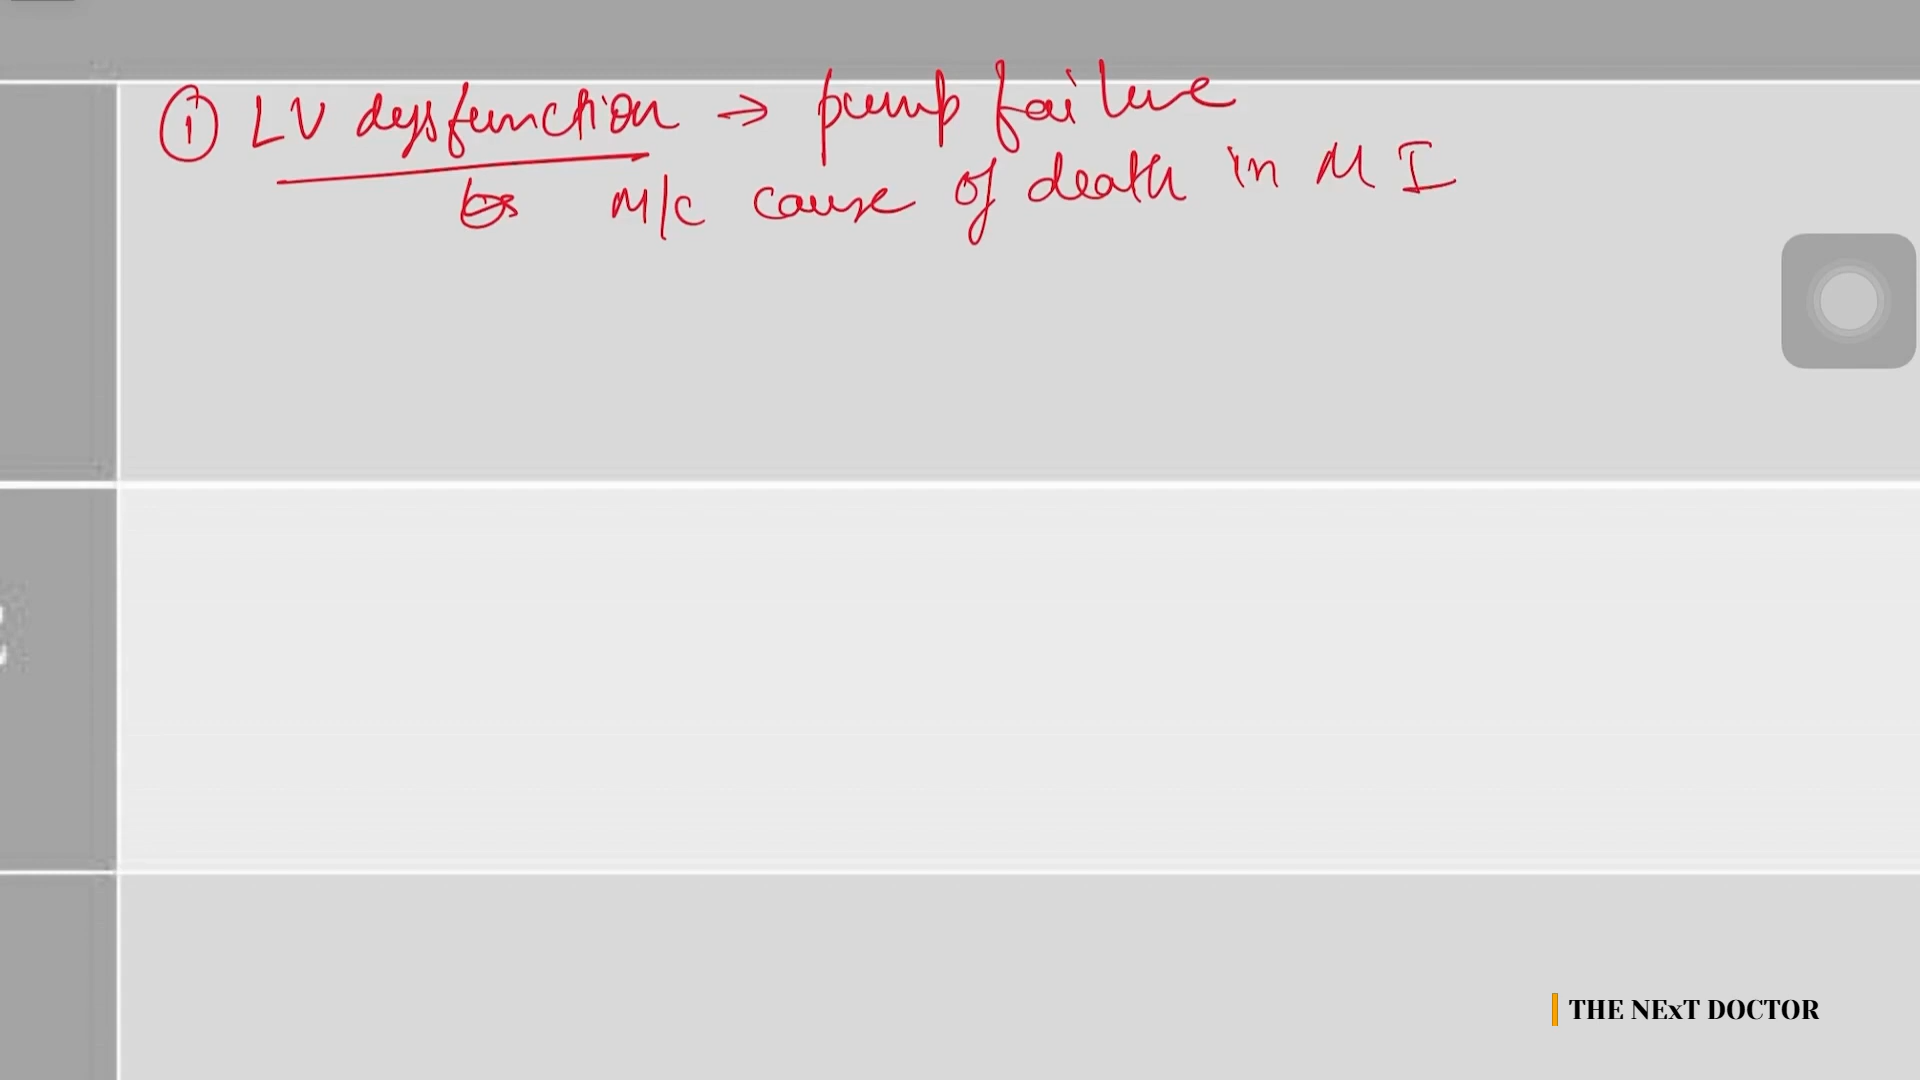 ① LV dysfunction → pump failure
↳ M/C cause of death in MI
THE NExT DOCTOR